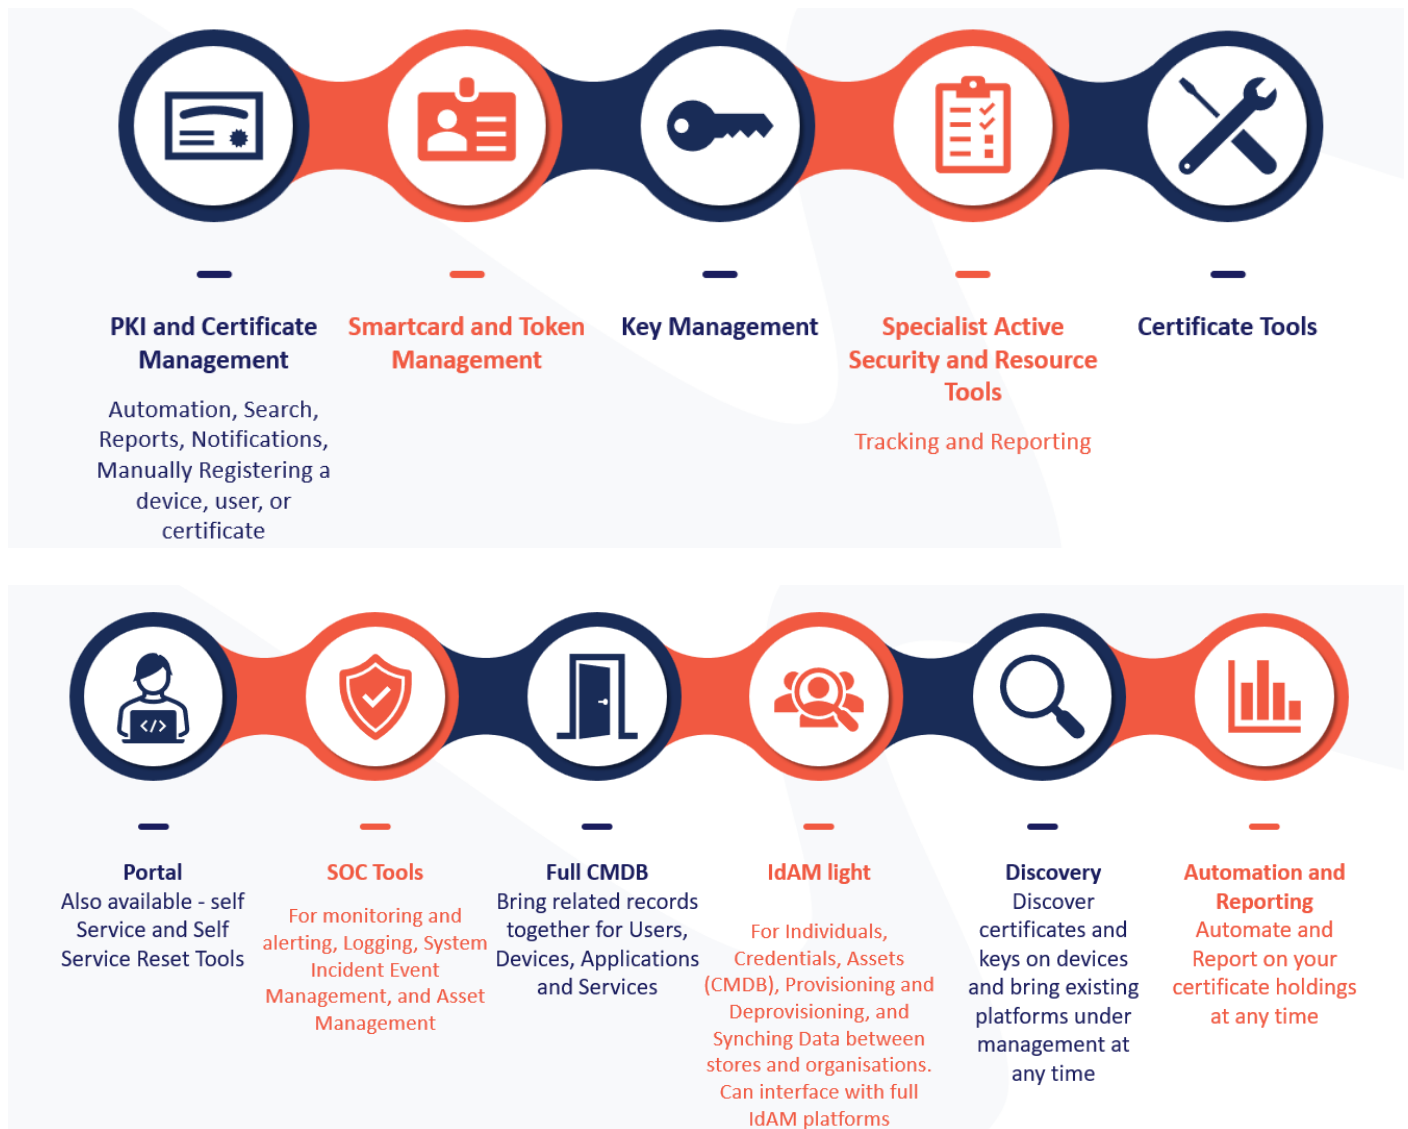 PKI and Certificate
Management
Automation, Search,
Reports, Notifications,
Manually Registering a
device, user, or
certificate
Smartcard and Token
Management
Key Management
Specialist Active
Security and Resource
Tools
Tracking and Reporting
Certificate Tools
</>
Portal
Also available - self
Service and Self
Service Reset Tools
SOC Tools
For monitoring and
alerting, Logging, System
Incident Event
Management, and Asset
Management
Full CMDB
Bring related records
together for Users,
Devices, Applications
and Services
IdAM light
For Individuals,
Credentials, Assets
(CMDB), Provisioning and
Deprovisioning, and
Synching Data between
stores and organisations.
Can interface with full
IdAM platforms
Discovery
Discover
certificates and
keys on devices
and bring existing
platforms under
management at
any time
Automation and
Reporting
Automate and
Report on your
certificate holdings
at any time